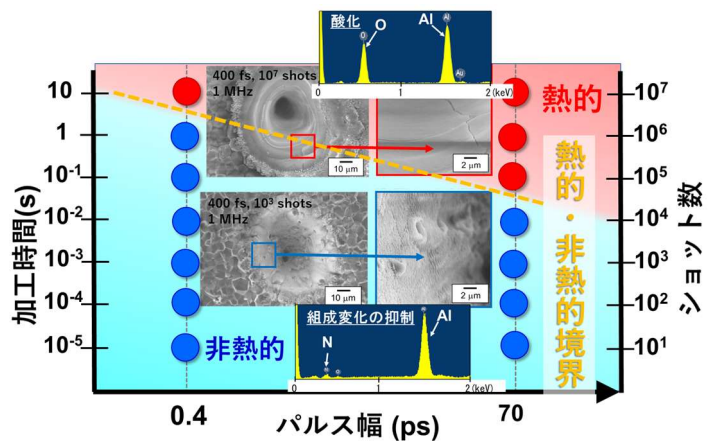 酸化
O
Al
Ag
0
1
2 (keV)
400 fs, 10⁷ shots
1 MHz
10 μm
2 μm
熱的
熱的・非熱的境界
400 fs, 10³ shots
1 MHz
10 μm
2 μm
組成変化の抑制
N
Al
0
1
2 (keV)
非熱的
加工時間(s)
10
1
10⁻¹
10⁻²
10⁻³
10⁻⁴
10⁻⁵
ショット数
10⁷
10⁶
10⁵
10⁴
10³
10²
10¹
0.4
パルス幅 (ps)
70